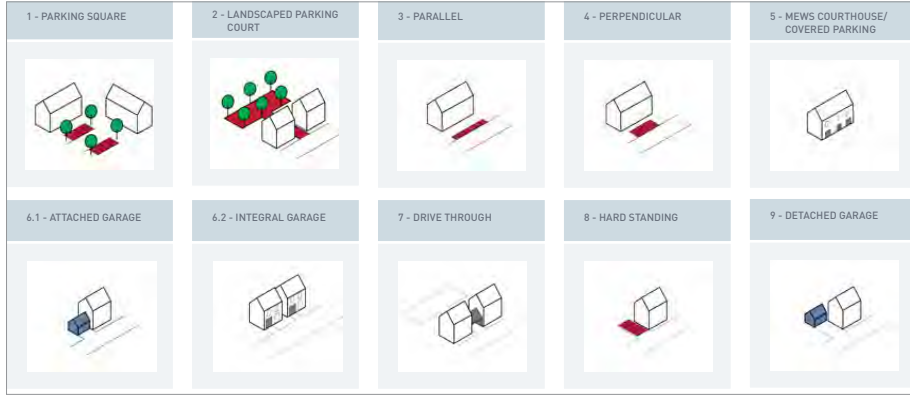 1 - PARKING SQUARE
2 - LANDSCAPED PARKING
COURT
3 - PARALLEL
4 - PERPENDICULAR
5 - MEWS COURTHOUSE/
COVERED PARKING
6.1 - ATTACHED GARAGE
6.2 - INTEGRAL GARAGE
7 - DRIVE THROUGH
8 - HARD STANDING
9 - DETACHED GARAGE